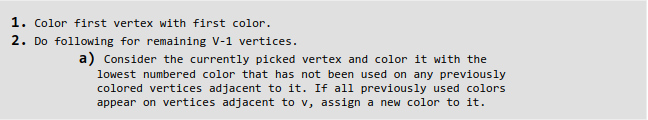 1. Color first vertex with first color.
2. Do following for remaining V-1 vertices.
a) Consider the currently picked vertex and color it with the
lowest numbered color that has not been used on any previously
colored vertices adjacent to it. If all previously used colors
appear on vertices adjacent to v, assign a new color to it.